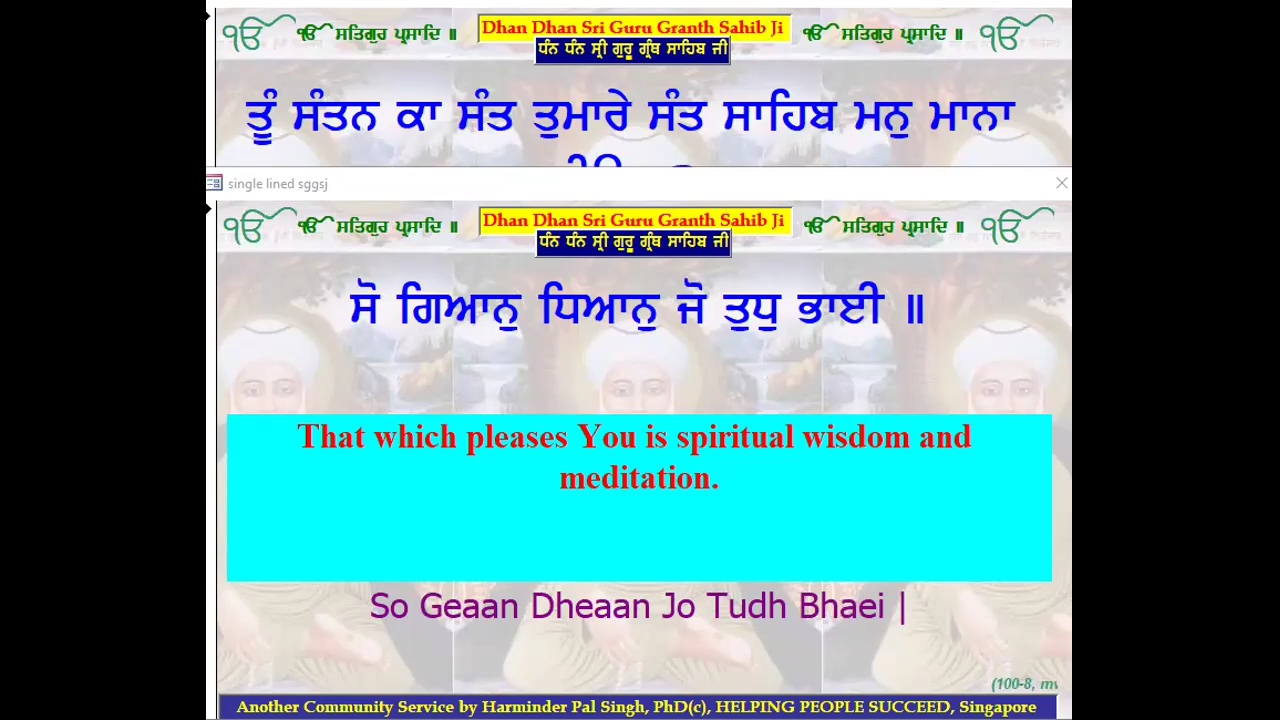 ੴ ੴ ਸਤਿਗੁਰ ਪ੍ਰਸਾਦਿ ॥ Dhan Dhan Sri Guru Granth Sahib Ji ੴ ਸਤਿਗੁਰ ਪ੍ਰਸਾਦਿ ॥ ੴ
ਧੰਨ ਧੰਨ ਸ੍ਰੀ ਗੁਰੂ ਗ੍ਰੰਥ ਸਾਹਿਬ ਜੀ
ਤੂੰ ਸੰਤਨ ਕਾ ਸੰਤ ਤੁਮਾਰੇ ਸੰਤ ਸਾਹਿਬ ਮਨੁ ਮਾਨਾ
single lined sggsj
ੴ ੴ ਸਤਿਗੁਰ ਪ੍ਰਸਾਦਿ ॥ Dhan Dhan Sri Guru Granth Sahib Ji ੴ ਸਤਿਗੁਰ ਪ੍ਰਸਾਦਿ ॥ ੴ
ਧੰਨ ਧੰਨ ਸ੍ਰੀ ਗੁਰੂ ਗ੍ਰੰਥ ਸਾਹਿਬ ਜੀ
ਸੋ ਗਿਆਨੁ ਧਿਆਨੁ ਜੋ ਤੁਧੁ ਭਾਈ ॥
That which pleases You is spiritual wisdom and
meditation.
So Geaan Dheaan Jo Tudh Bhaei |
(100-8,
Another Community Service by Harminder Pal Singh, PhD(c), HELPING PEOPLE SUCCEED, Singapore